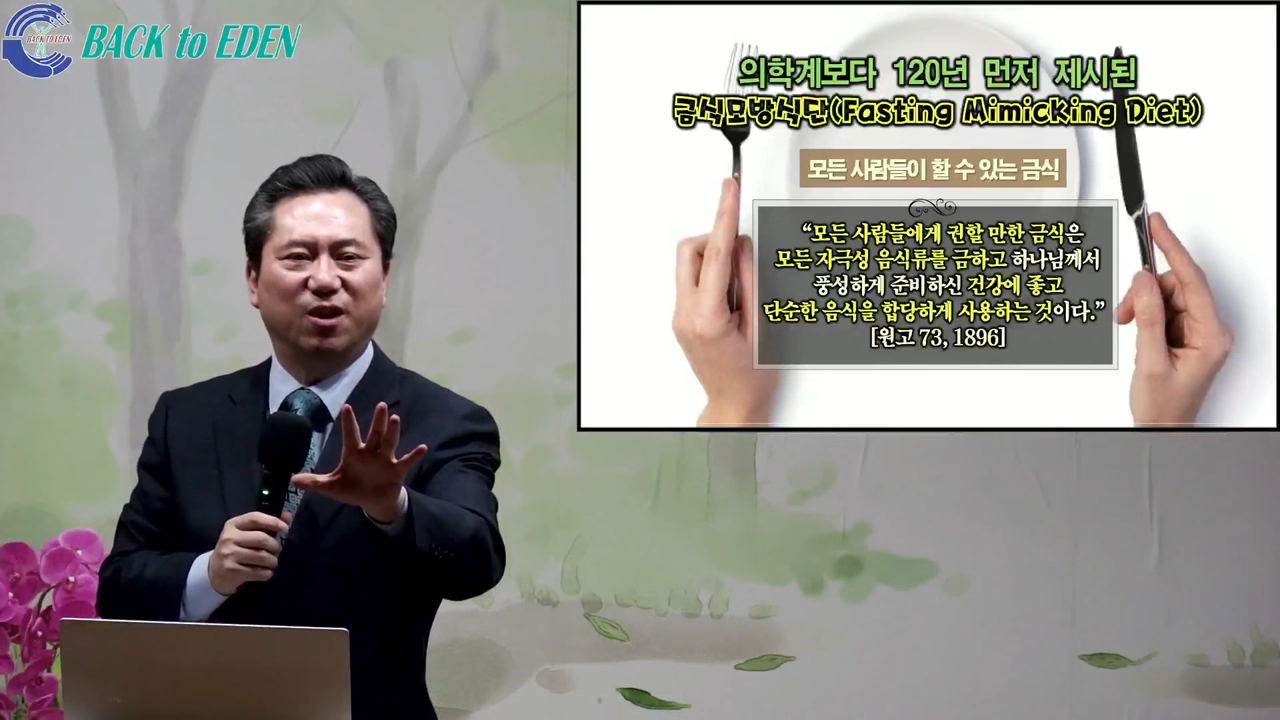 BACK TO EDEN
BACK to EDEN
의학계보다 120년 먼저 제시된
금식모방식단(Fasting Mimicking Diet)
모든 사람들이 할 수 있는 금식
“모든 사람들에게 권할 만한 금식은
모든 자극성 음식류를 금하고 하나님께서
풍성하게 준비하신 건강에 좋고
단순한 음식을 합당하게 사용하는 것이다.”
[원고 73, 1896]